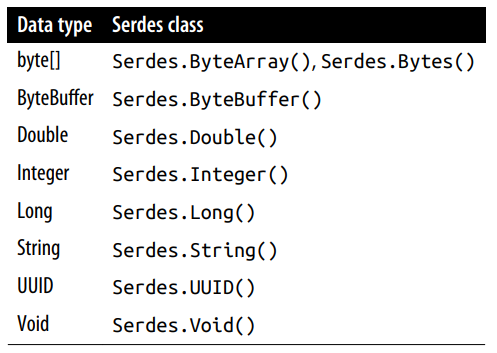 Data type Serdes class
byte[] Serdes.ByteArray(), Serdes.Bytes()
ByteBuffer Serdes.ByteBuffer()
Double Serdes.Double()
Integer Serdes.Integer()
Long Serdes.Long()
String Serdes.String()
UUID Serdes.UUID()
Void Serdes.Void()